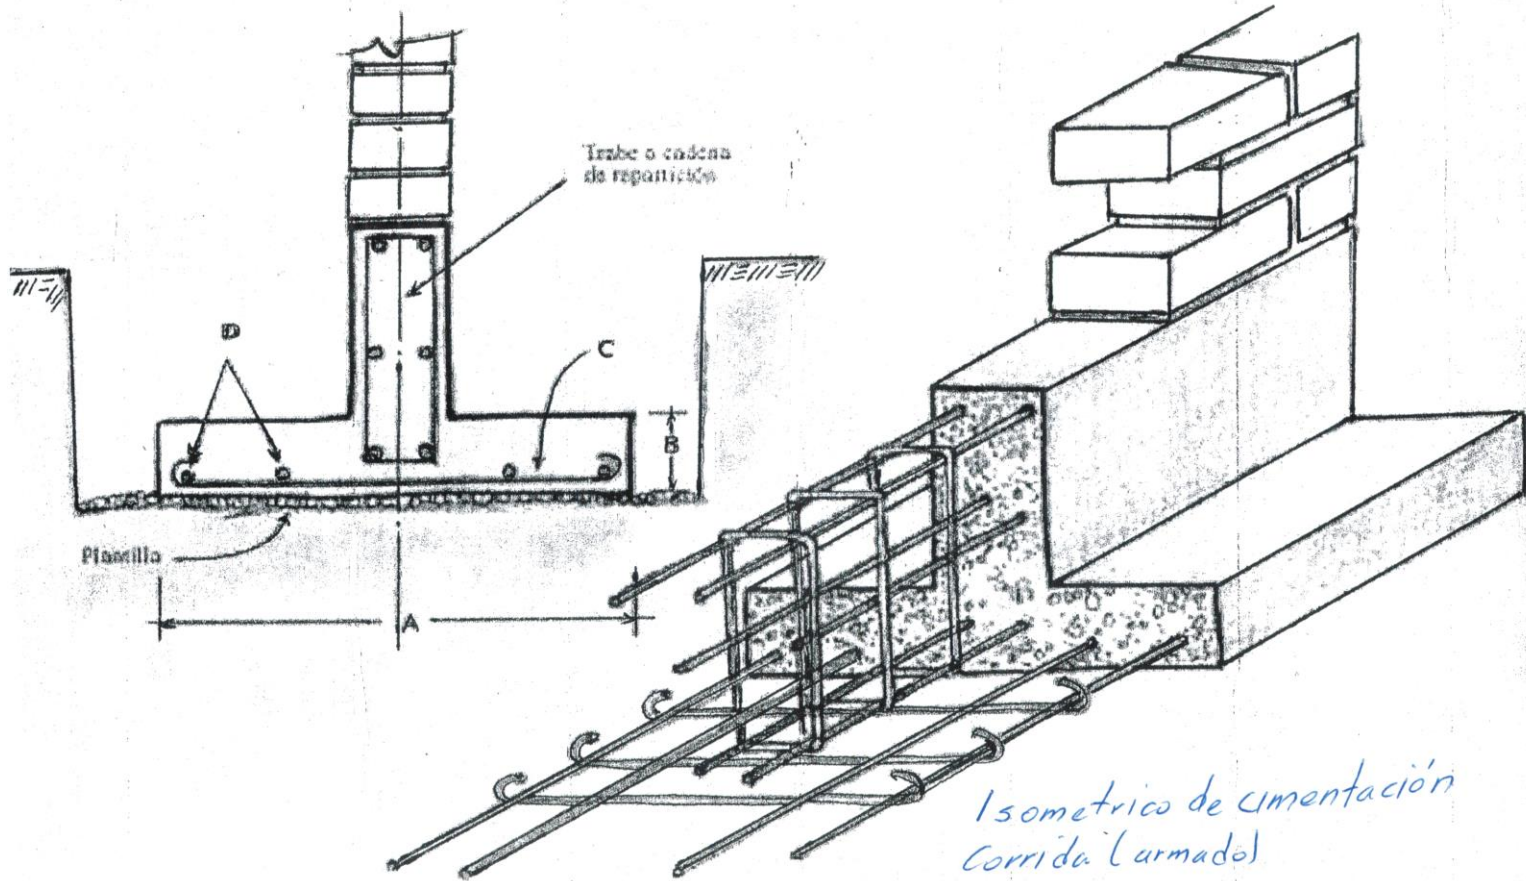 Trabe o cadena
de repartición
D
C
B
Plantilla
A
Isometrico de cimentación
Corrida (armado)